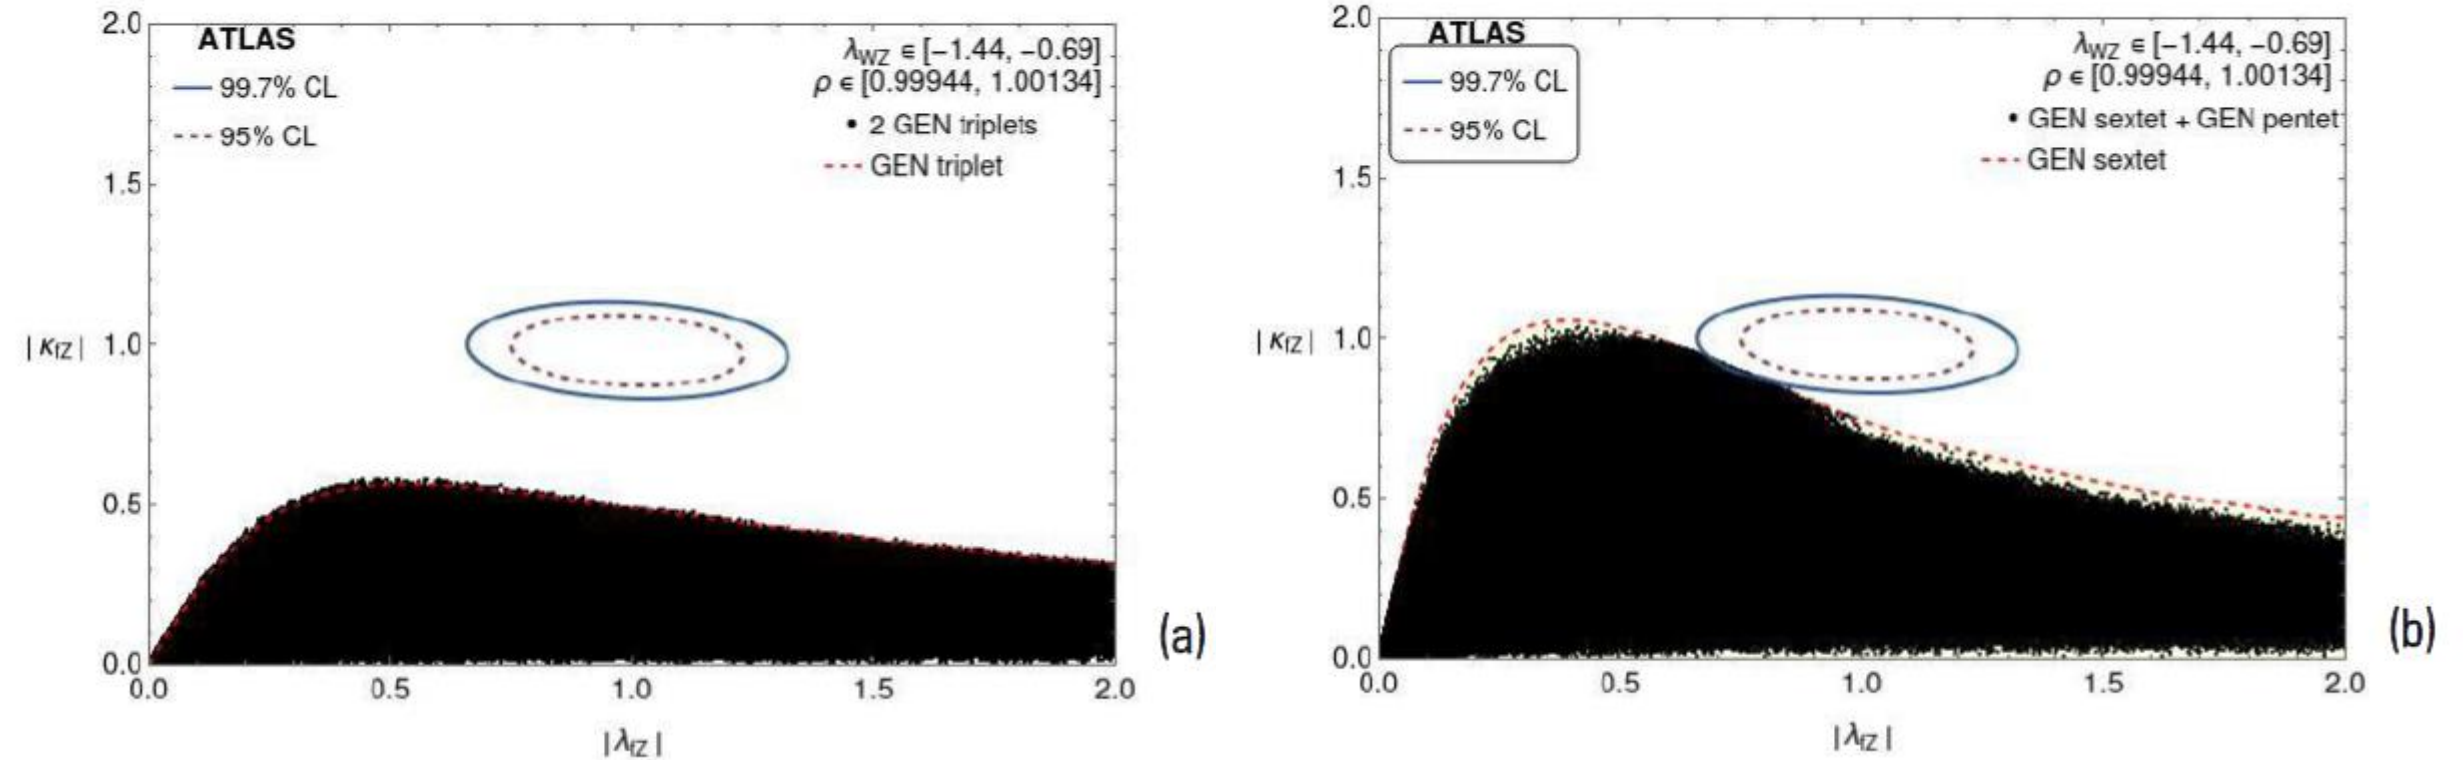 2.0
ATLAS
99.7% CL
95% CL
λWZ ∈ [−1.44, −0.69]
ρ ∈ [0.99944, 1.00134]
• 2 GEN triplets
GEN triplet
1.5
|κfZ| 1.0
0.5
0.0
0.0 0.5 1.0 1.5 2.0
|λfZ|
(a)
2.0
ATLAS
99.7% CL
95% CL
λWZ ∈ [−1.44, −0.69]
ρ ∈ [0.99944, 1.00134]
• GEN sextet + GEN pentet
GEN sextet
1.5
|κfZ| 1.0
0.5
0.0
0.0 0.5 1.0 1.5 2.0
|λfZ|
(b)